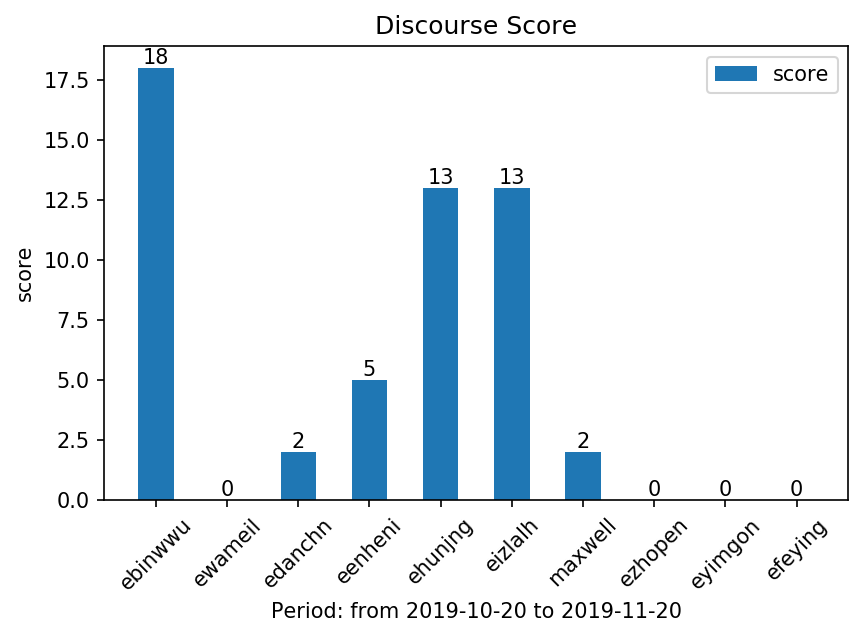 Discourse Score
score
18
0
2
5
13
13
2
0
0
0
17.5
15.0
12.5
10.0
7.5
5.0
2.5
0.0
score
ebinwwu
ewameil
edanchn
eenheni
ehunjng
eizlalh
maxwell
ezhopen
eyimgon
efeying
Period: from 2019-10-20 to 2019-11-20